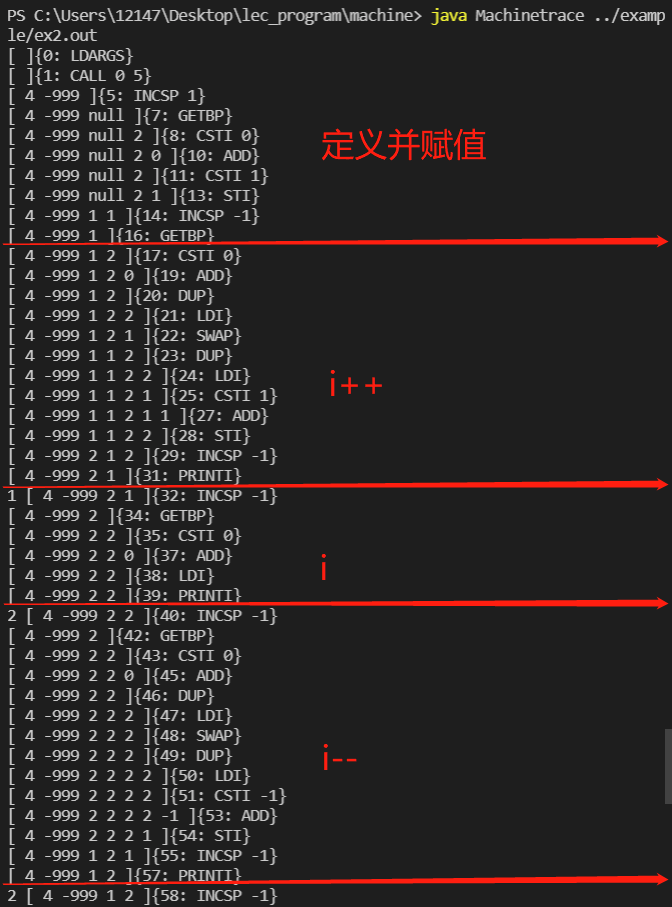 PS C:\Users\12147\Desktop\lec_program\machine> java Machinetrace ../examp
le/ex2.out
[ ]{0: LDARGS}
[ ]{1: CALL 0 5}
[ 4 -999 ]{5: INCSP 1}
[ 4 -999 null ]{7: GETBP}
[ 4 -999 null 2 ]{8: CSTI 0}
定义并赋值
[ 4 -999 null 2 0 ]{10: ADD}
[ 4 -999 null 2 ]{11: CSTI 1}
[ 4 -999 null 2 1 ]{13: STI}
[ 4 -999 1 1 ]{14: INCSP -1}
[ 4 -999 1 ]{16: GETBP}
[ 4 -999 1 2 ]{17: CSTI 0}
[ 4 -999 1 2 0 ]{19: ADD}
[ 4 -999 1 2 ]{20: DUP}
[ 4 -999 1 2 2 ]{21: LDI}
[ 4 -999 1 2 1 ]{22: SWAP}
[ 4 -999 1 1 2 ]{23: DUP}
[ 4 -999 1 1 2 2 ]{24: LDI}
i++
[ 4 -999 1 1 2 1 ]{25: CSTI 1}
[ 4 -999 1 1 2 1 1 ]{27: ADD}
[ 4 -999 1 1 2 2 ]{28: STI}
[ 4 -999 2 1 2 ]{29: INCSP -1}
[ 4 -999 2 1 ]{31: PRINTI}
1 [ 4 -999 2 1 ]{32: INCSP -1}
[ 4 -999 2 ]{34: GETBP}
[ 4 -999 2 2 ]{35: CSTI 0}
[ 4 -999 2 2 0 ]{37: ADD}
i
[ 4 -999 2 2 ]{38: LDI}
[ 4 -999 2 2 ]{39: PRINTI}
2 [ 4 -999 2 2 ]{40: INCSP -1}
[ 4 -999 2 ]{42: GETBP}
[ 4 -999 2 2 ]{43: CSTI 0}
[ 4 -999 2 2 0 ]{45: ADD}
[ 4 -999 2 2 ]{46: DUP}
[ 4 -999 2 2 2 ]{47: LDI}
[ 4 -999 2 2 2 ]{48: SWAP}
[ 4 -999 2 2 2 ]{49: DUP}
i--
[ 4 -999 2 2 2 2 ]{50: LDI}
[ 4 -999 2 2 2 2 ]{51: CSTI -1}
[ 4 -999 2 2 2 2 -1 ]{53: ADD}
[ 4 -999 2 2 2 1 ]{54: STI}
[ 4 -999 1 2 1 ]{55: INCSP -1}
[ 4 -999 1 2 ]{57: PRINTI}
2 [ 4 -999 1 2 ]{58: INCSP -1}